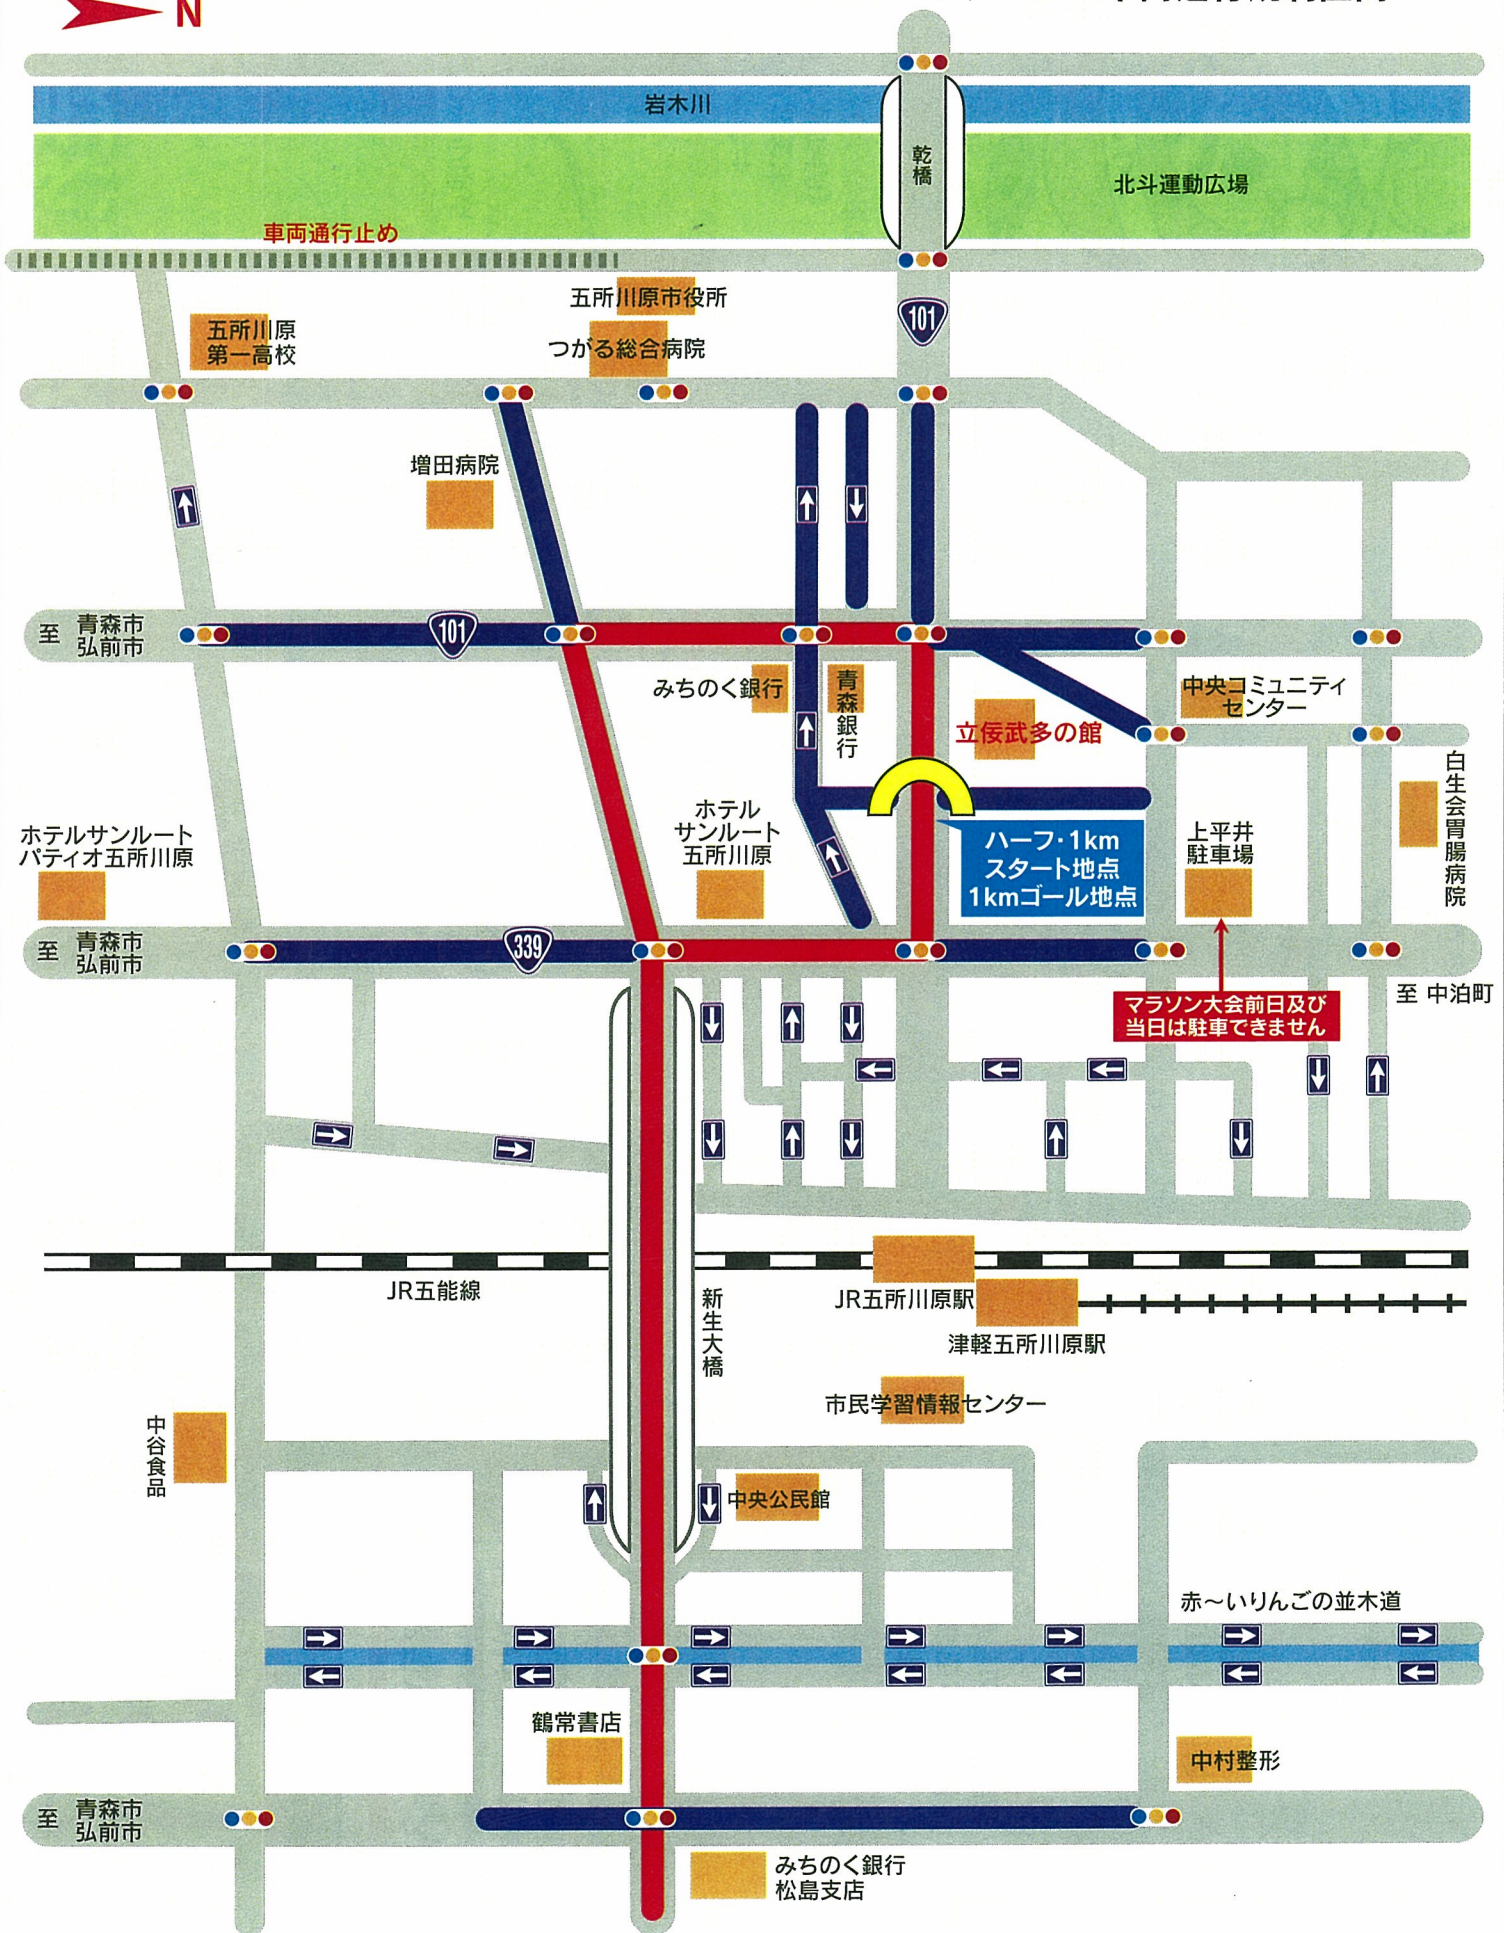 N
岩木川
乾橋
北斗運動広場
車両通行止め
五所川原市役所
101
五所川原
第一高校
つがる総合病院
増田病院
至 青森市
弘前市
101
みちのく銀行
青森銀行
立佞武多の館
中央コミュニティ
センター
白生会胃腸病院
ホテル
サンルート
五所川原
ホテルサンルート
パティオ五所川原
ハーフ・1km
スタート地点
1kmゴール地点
上平井
駐車場
至 青森市
弘前市
339
至 中泊町
マラソン大会前日及び
当日は駐車できません
JR五能線
新生大橋
JR五所川原駅
津軽五所川原駅
市民学習情報センター
中谷食品
中央公民館
赤〜いりんごの並木道
鶴常書店
中村整形
至 青森市
弘前市
みちのく銀行
松島支店